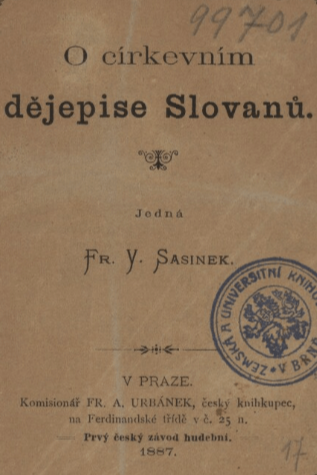 99701
O církevním
dějepise Slovanů.
Jedná
FR. V. SASINEK.
ZEMSKÁ A UNIVERSITNÍ KNIHOVNA
V BRNĚ
V PRAZE.
Komisionář FR. A. URBÁNEK, český knihkupec,
na Ferdinandské třídě v č. 25 n.
Prvý český závod hudební.
1887.
17